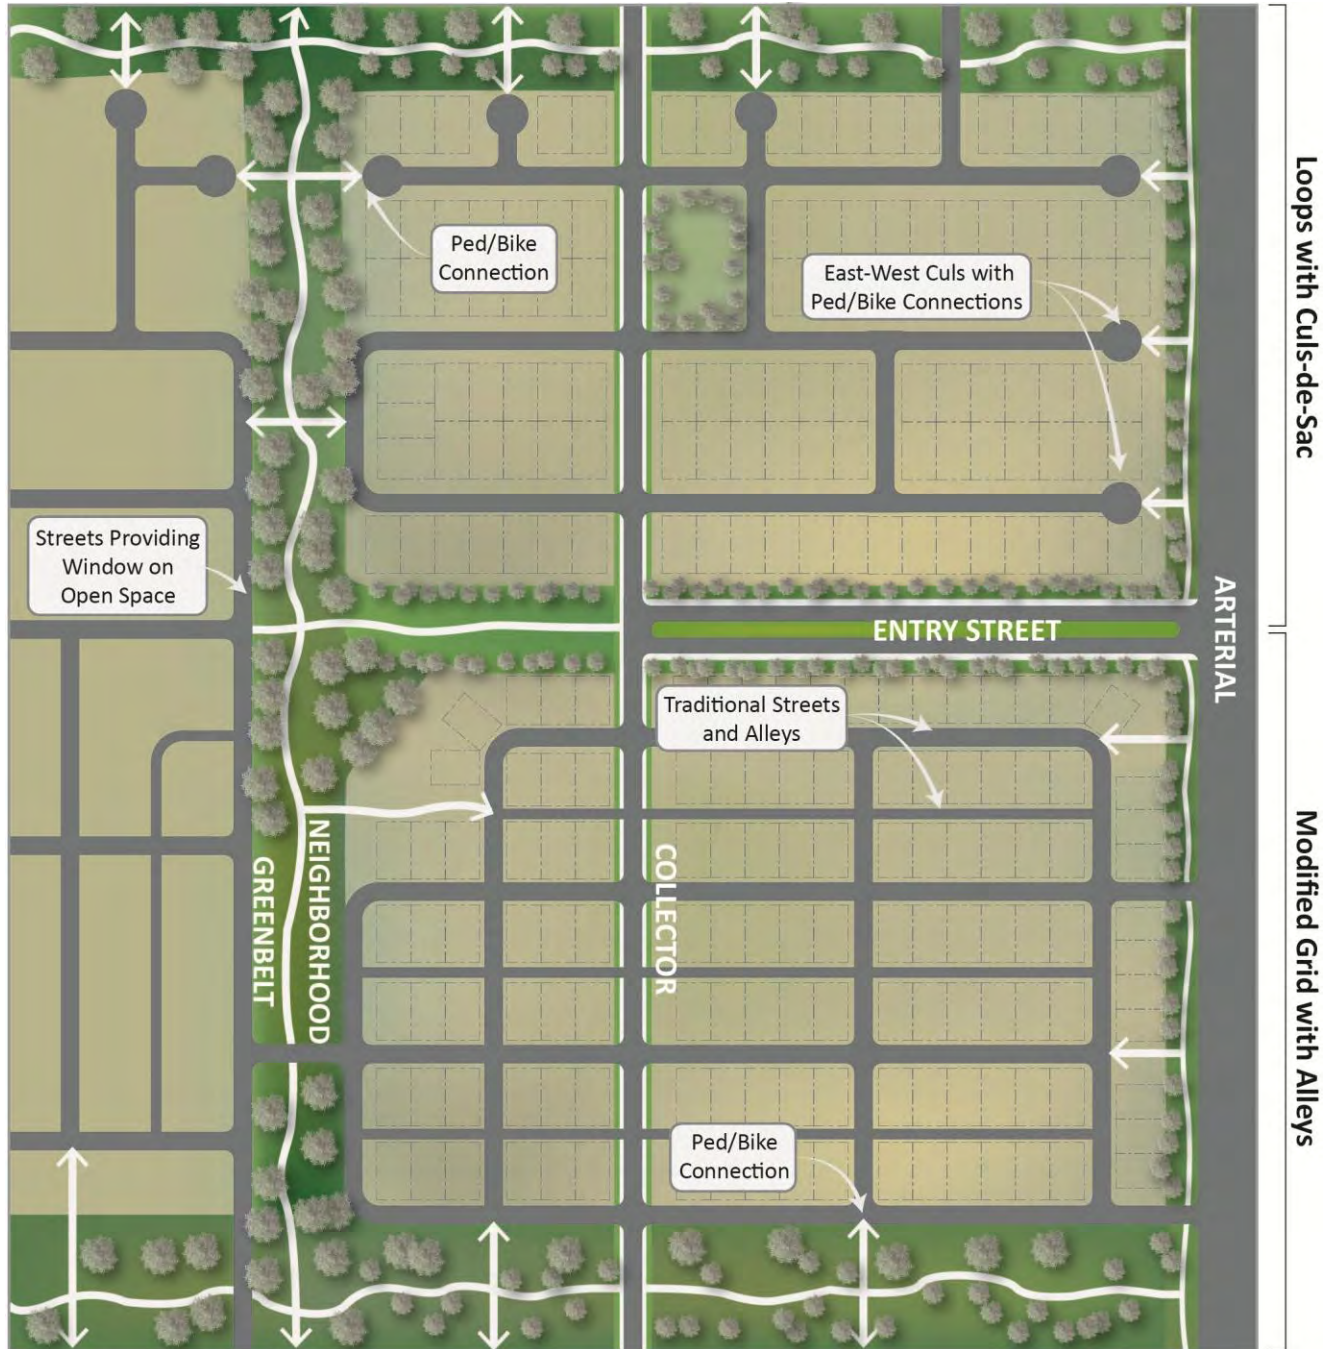 Loops with Culs-de-Sac
Ped/Bike
Connection
East-West Culs with
Ped/Bike Connections
Streets Providing
Window on
Open Space
ARTERIAL
ENTRY STREET
Traditional Streets
and Alleys
Modified Grid with Alleys
NEIGHBORHOOD
GREENBELT
COLLECTOR
Ped/Bike
Connection